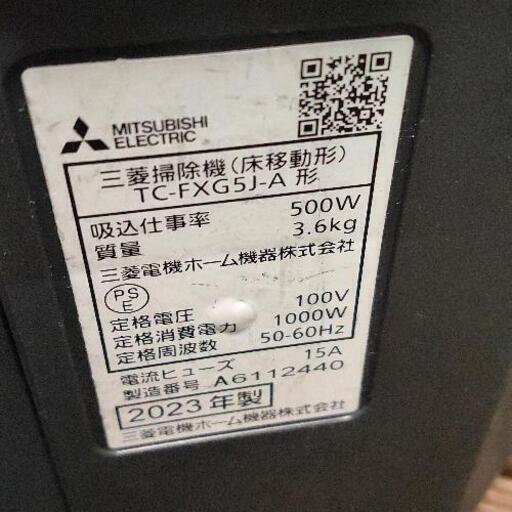 MITSUBISHI
ELECTRIC
三菱掃除機(床移動形)
TC-FXG5J-A 形
吸込仕事率 500W
質量 3.6kg
三菱電機ホーム機器株式会社
PS
E
定格電圧 100V
定格消費電力 1000W
定格周波数 50-60Hz
電流ヒューズ 15A
製造番号 A6112440
2023年製
三菱電機ホーム機器株式会社